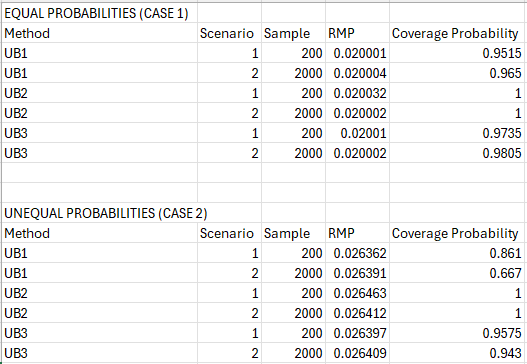 EQUAL PROBABILITIES (CASE 1)
Method Scenario Sample RMP Coverage Probability
UB1 1 200 0.020001 0.9515
UB1 2 2000 0.020004 0.965
UB2 1 200 0.020032 1
UB2 2 2000 0.020002 1
UB3 1 200 0.02001 0.9735
UB3 2 2000 0.020002 0.9805
UNEQUAL PROBABILITIES (CASE 2)
Method Scenario Sample RMP Coverage Probability
UB1 1 200 0.026362 0.861
UB1 2 2000 0.026391 0.667
UB2 1 200 0.026463 1
UB2 2 2000 0.026412 1
UB3 1 200 0.026397 0.9575
UB3 2 2000 0.026409 0.943